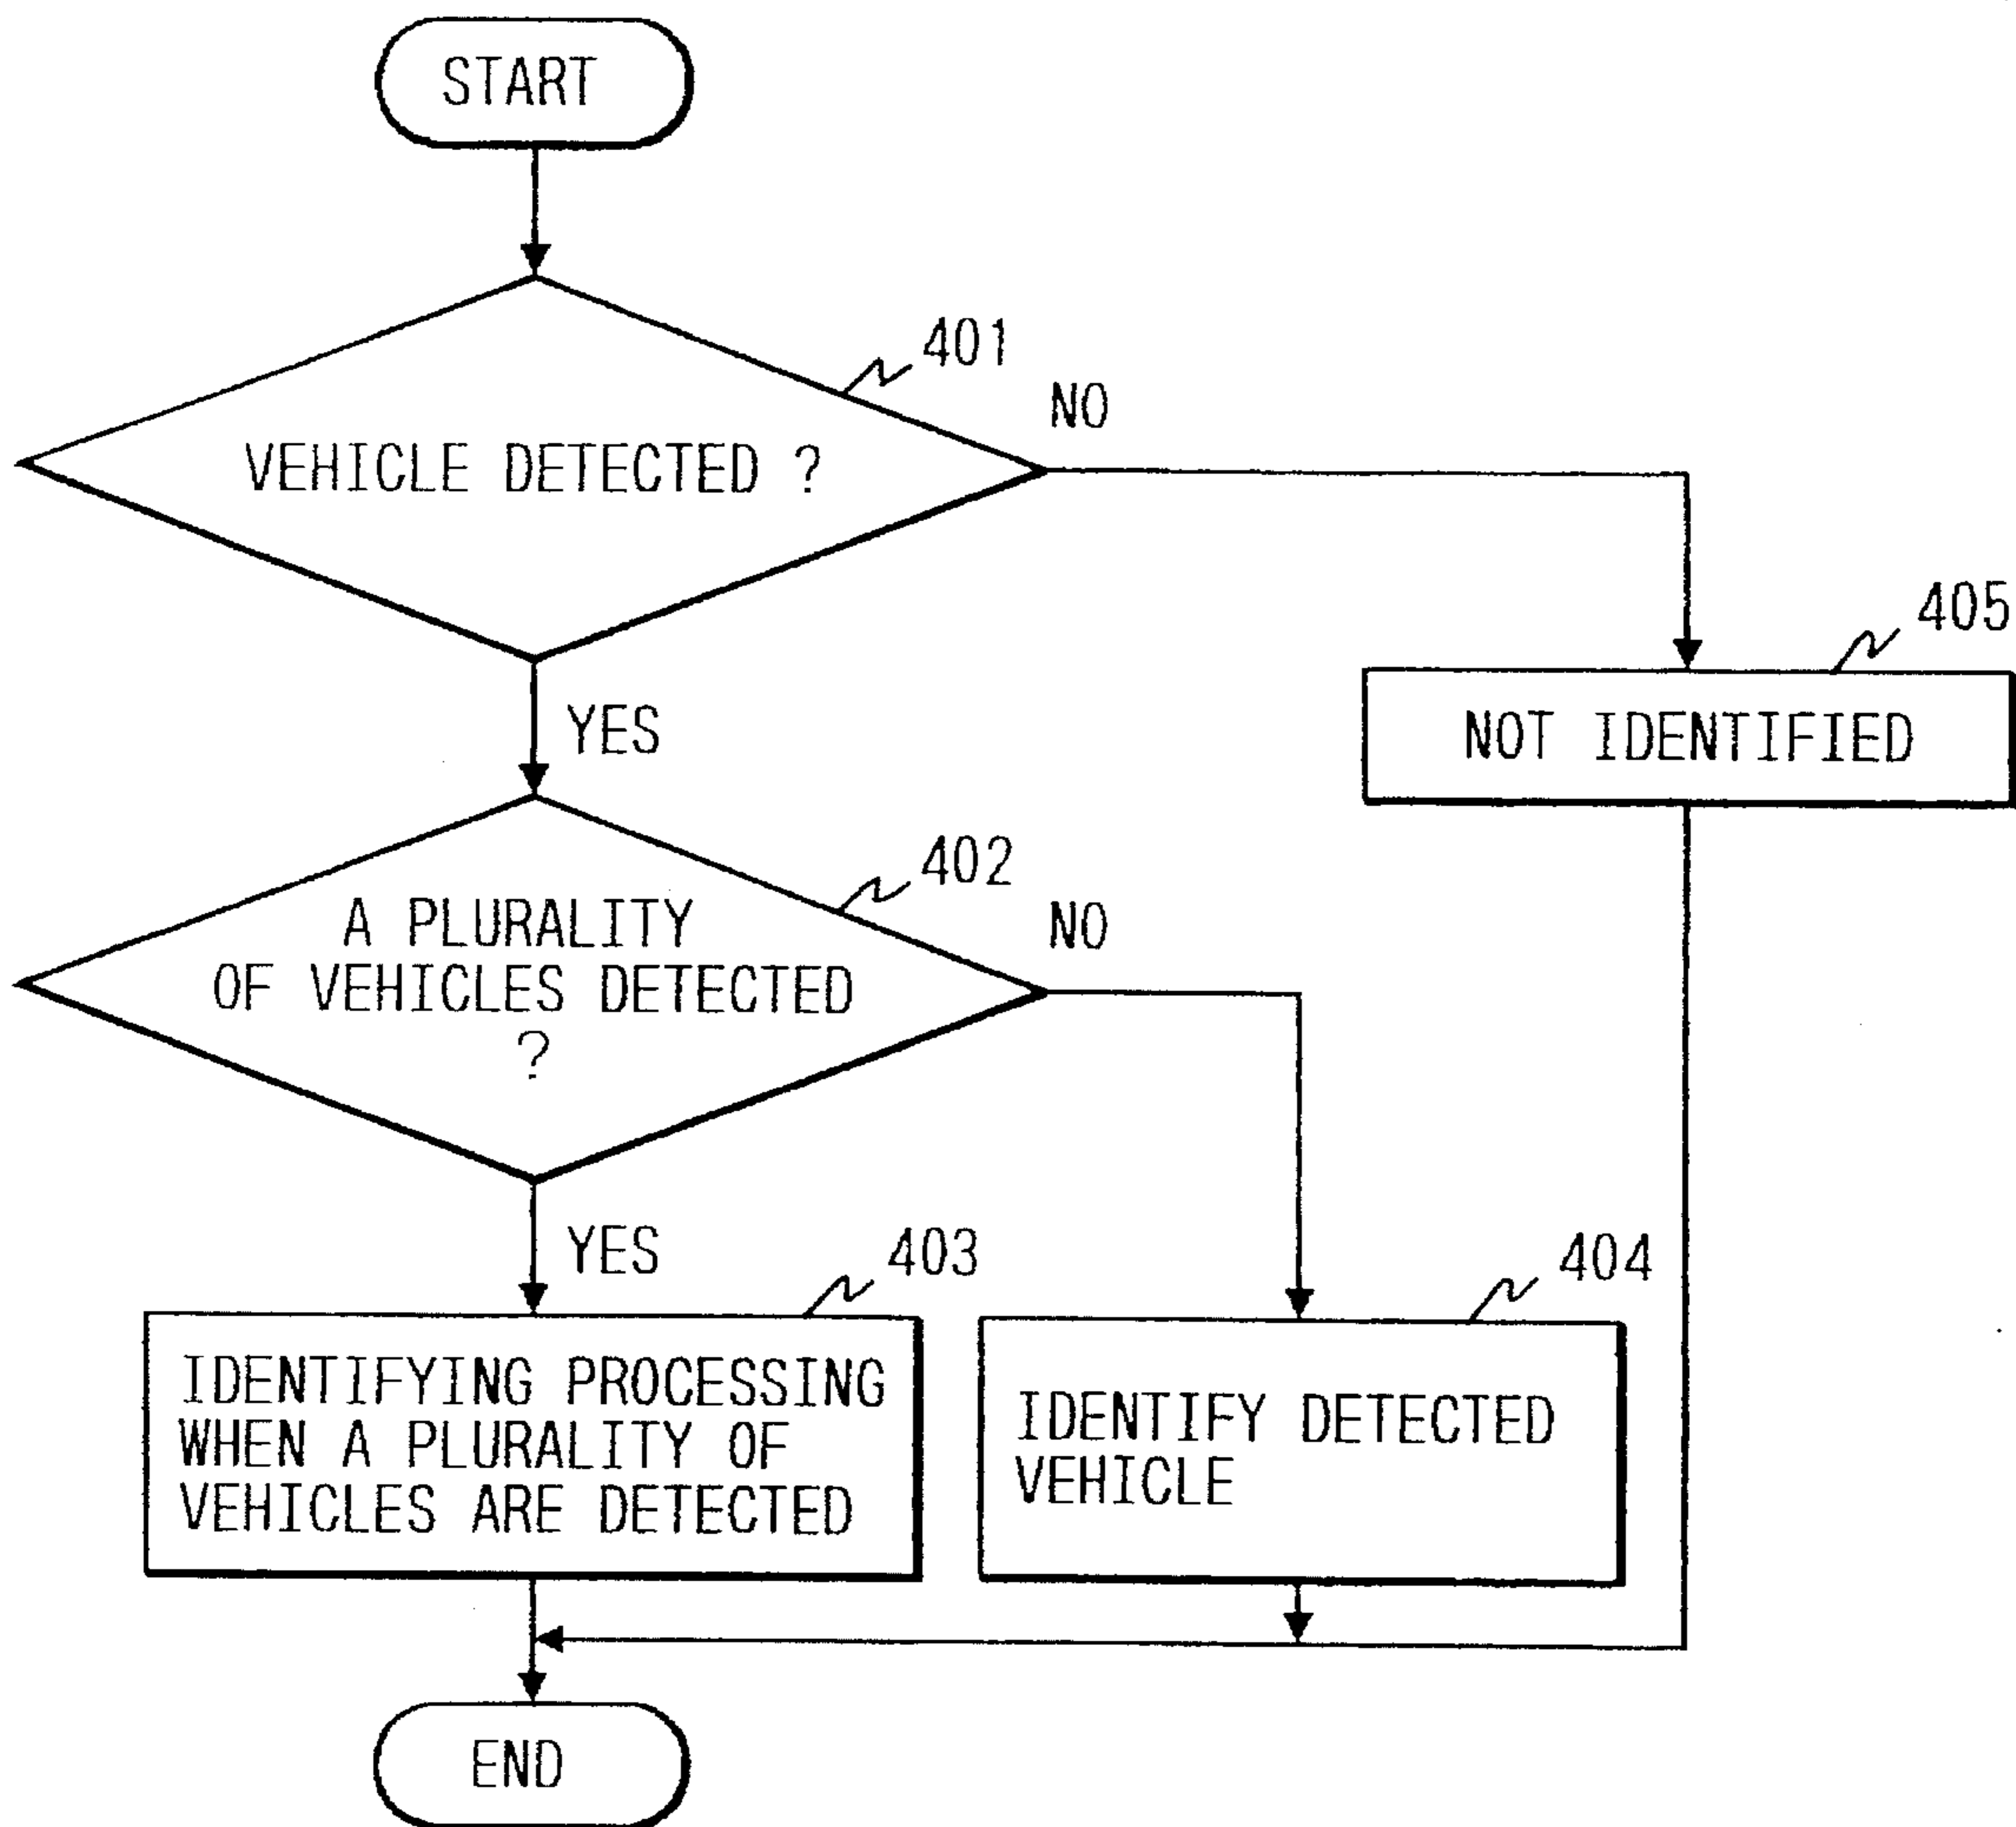 START
401
NO
VEHICLE DETECTED ?
405
YES
NOT IDENTIFIED
402
NO
A PLURALITY
OF VEHICLES DETECTED
?
YES
403
404
IDENTIFYING PROCESSING
WHEN A PLURALITY OF
VEHICLES ARE DETECTED
IDENTIFY DETECTED
VEHICLE
END